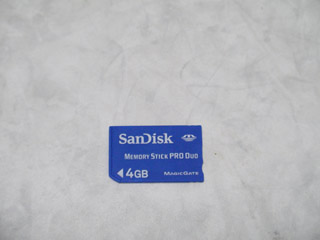 SanDisk
MEMORY STICK PRO DUO
4GB MAGICGATE